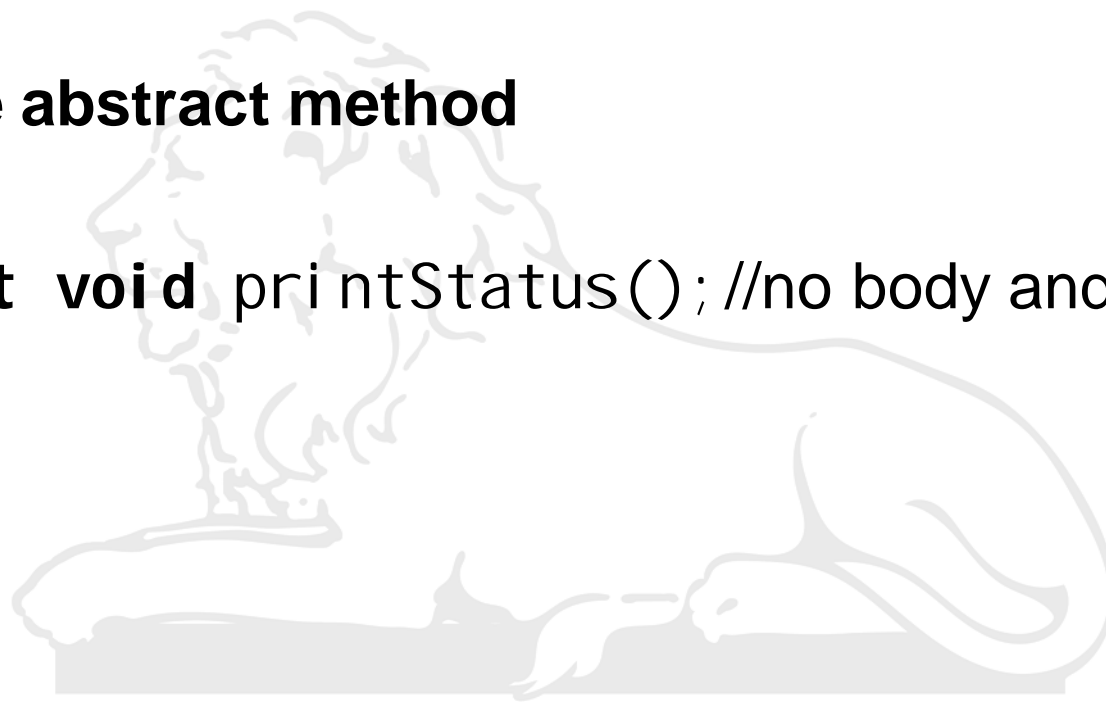 e abstract method
t void printStatus();//no body and